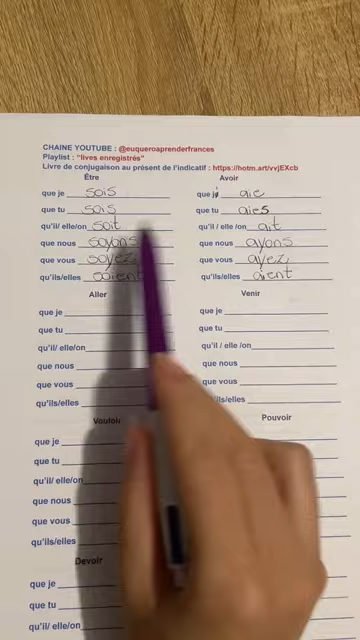 CHAINE YOUTUBE : @euqueroaprenderfrances
Playlist : "lives enregistrés"
Livre de conjugaison au présent de l'indicatif : https://hotm.art/vvjEXcb
Être
que je sois
que tu sois
qu'il/ elle/on soit
que nous soyons
que vous soyez
qu'ils/elles soient
Avoir
que j' aie
que tu aies
qu'il / elle /on ait
que nous ayons
que vous ayez
qu'ils/elles aient
Aller
que je
que tu
qu'il/ elle/on
que nous
que vous
qu'ils/elles
Venir
que je
que tu
qu'il / elle /on
que nous
que vous
qu'ils/elles
Vouloir
que je
que tu
qu'il/ elle/on
que nous
que vous
qu'ils/elles
Pouvoir
Devoir
que je
que tu
qu'il/ elle/on